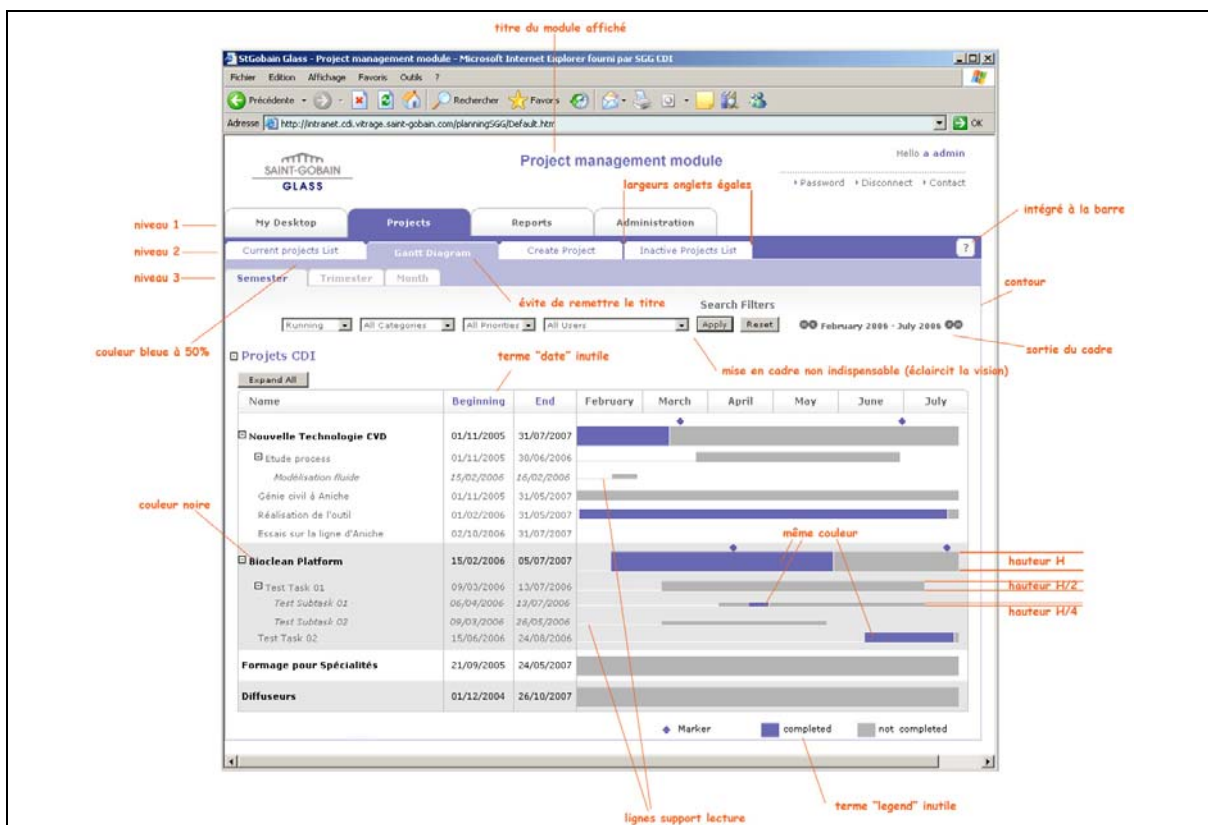 titre du module affiché
StGobain Glass - Project management module - Microsoft Internet Explorer fourni par SGG CDI
Fichier Edition Affichage Favoris Outils ?
Précédente Rechercher Favoris
Adresse http://intranet.cdi.vitrage.saint-gobain.com/planningSGG/Default.htm OK
SAINT-GOBAIN
GLASS
Project management module
Hello a admin
Password Disconnect Contact
largeurs onglets égales
niveau 1
My Desktop Projects Reports Administration
intégré à la barre
niveau 2
Current projects List Gantt Diagram Create Project Inactive Projects List ?
niveau 3
Semester Trimester Month
évite de remettre le titre
contour
Search Filters
Running All Categories All Priorities All Users Apply Reset February 2006 - July 2006
couleur bleue à 50%
terme "date" inutile
sortie du cadre
mise en cadre non indispensable (éclaircit la vision)
Projets CDI
Expand All
Name Beginning End February March April May June July
Nouvelle Technologie CVD 01/11/2005 31/07/2007
Etude process 01/11/2005 30/06/2006
Modélisation fluide 15/02/2006 16/02/2006
Génie civil à Aniche 01/11/2005 31/05/2007
couleur noire
Réalisation de l'outil 01/02/2006 31/05/2007
Essais sur la ligne d'Aniche 02/10/2006 31/07/2007
même couleur
Bioclean Platform 15/02/2006 05/07/2007
hauteur H
Test Task 01 09/03/2006 13/07/2006
hauteur H/2
Test Subtask 01 06/04/2006 13/07/2006
hauteur H/4
Test Subtask 02 09/03/2006 26/05/2006
Test Task 02 15/06/2006 24/08/2006
Formage pour Spécialités 21/09/2005 24/05/2007
Diffuseurs 01/12/2004 26/10/2007
Marker completed not completed
terme "legend" inutile
lignes support lecture